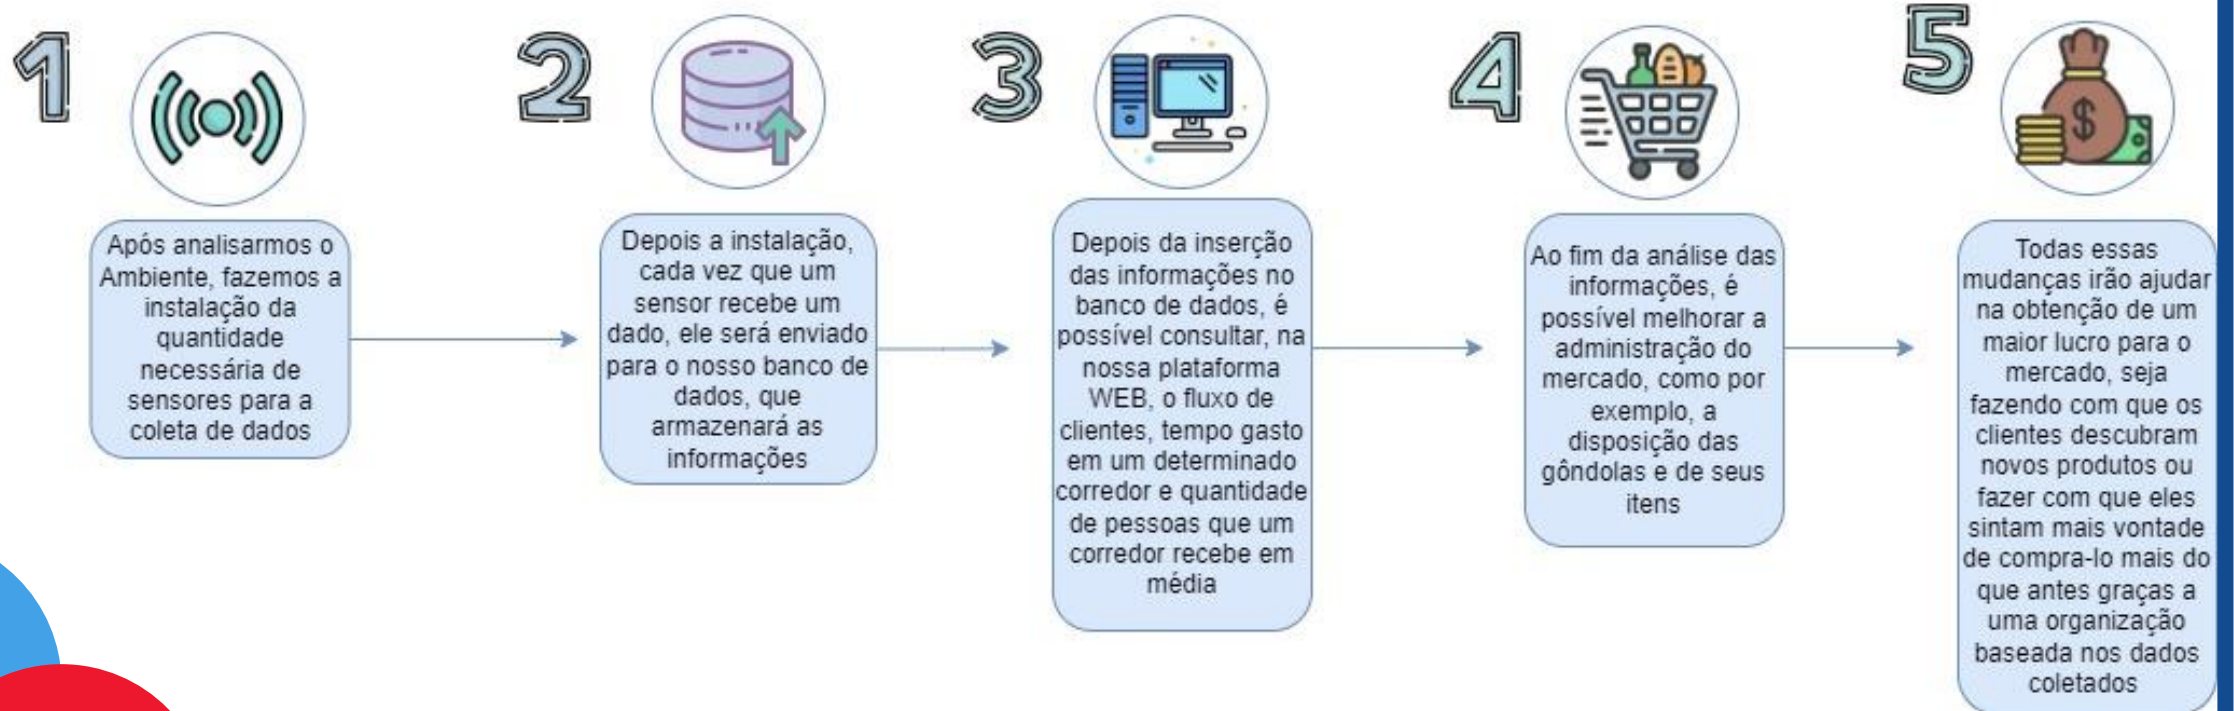 1
Após analisarmos o
Ambiente, fazemos a
instalação da
quantidade
necessária de
sensores para a
coleta de dados
2
Depois a instalação,
cada vez que um
sensor recebe um
dado, ele será enviado
para o nosso banco de
dados, que
armazenará as
informações
3
Depois da inserção
das informações no
banco de dados, é
possível consultar, na
nossa plataforma
WEB, o fluxo de
clientes, tempo gasto
em um determinado
corredor e quantidade
de pessoas que um
corredor recebe em
média
4
Ao fim da análise das
informações, é
possível melhorar a
administração do
mercado, como por
exemplo, a
disposição das
gôndolas e de seus
itens
5
$
Todas essas
mudanças irão ajudar
na obtenção de um
maior lucro para o
mercado, seja
fazendo com que os
clientes descubram
novos produtos ou
fazer com que eles
sintam mais vontade
de compra-lo mais do
que antes graças a
uma organização
baseada nos dados
coletados